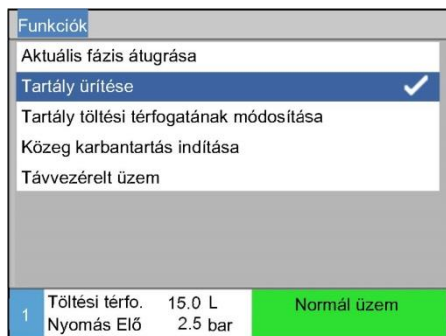 Funkciók
Aktuális fázis átugrása
Tartály ürítése
Tartály töltési térfogatának módosítása
Közeg karbantartás indítása
Távvezérelt üzem
1
Töltési térfo. 15.0 L
Nyomás Elő 2.5 bar
Normál üzem